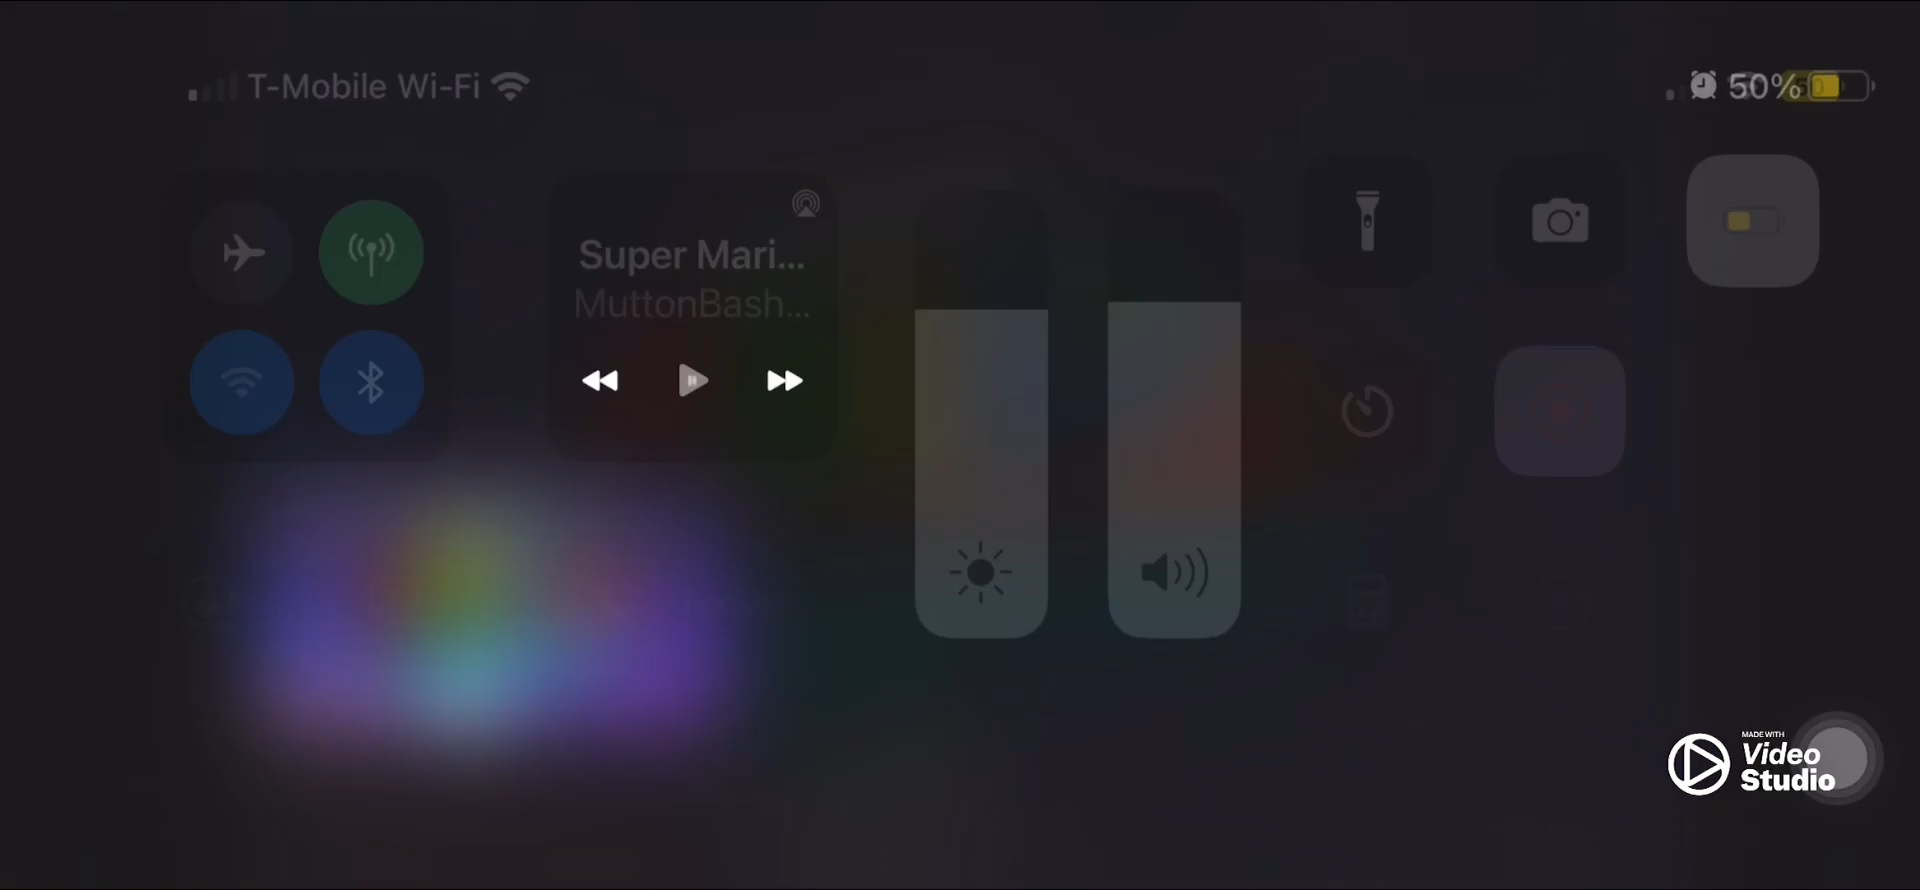 T-Mobile Wi-Fi
50%
Super Mari...
MuttonBash...
MADE WITH
Video
Studio